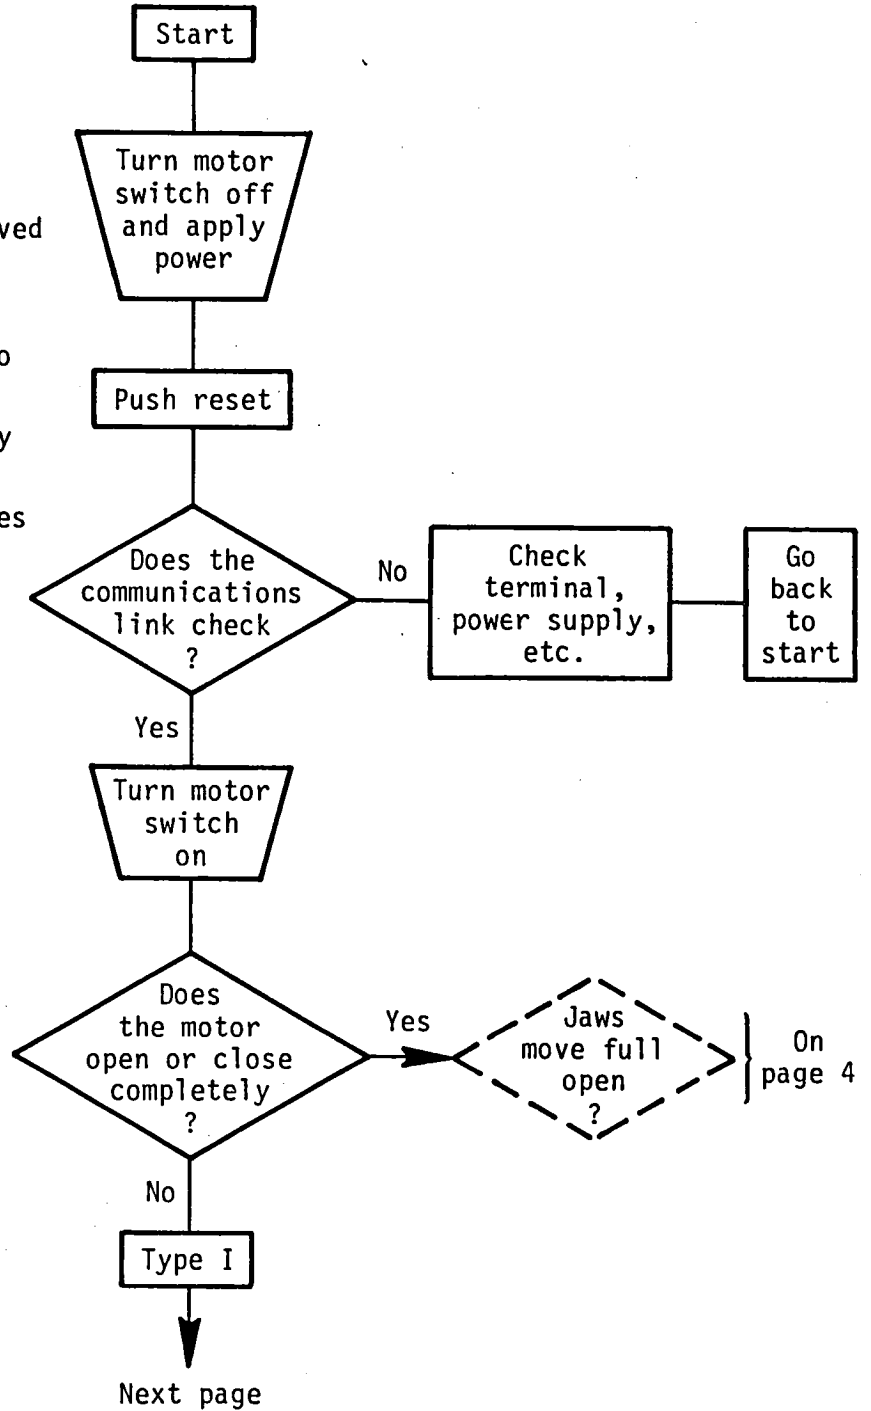 Start
Turn motor
switch off
and apply
power
ved
o
y
es
Push reset
Does the
communications
link check
?
No
Check
terminal,
power supply,
etc.
Go
back
to
start
Yes
Turn motor
switch
on
Does
the motor
open or close
completely
?
Yes
Jaws
move full
open
?
On
page 4
No
Type I
Next page